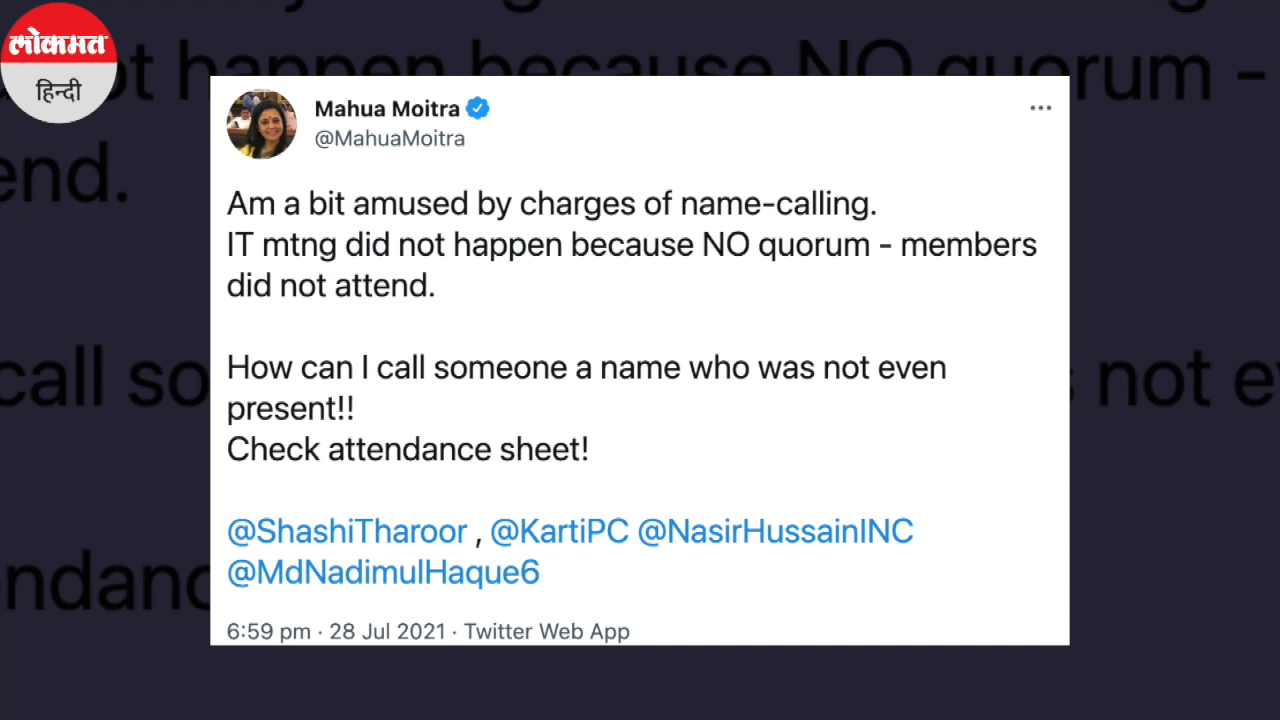 लोकमत
हिन्दी
Mahua Moitra
@MahuaMoitra
Am a bit amused by charges of name-calling.
IT mtng did not happen because NO quorum - members
did not attend.
How can I call someone a name who was not even
present!!
Check attendance sheet!
@ShashiTharoor , @KartiPC @NasirHussainINC
@MdNadimulHaque6
6:59 pm · 28 Jul 2021 · Twitter Web App